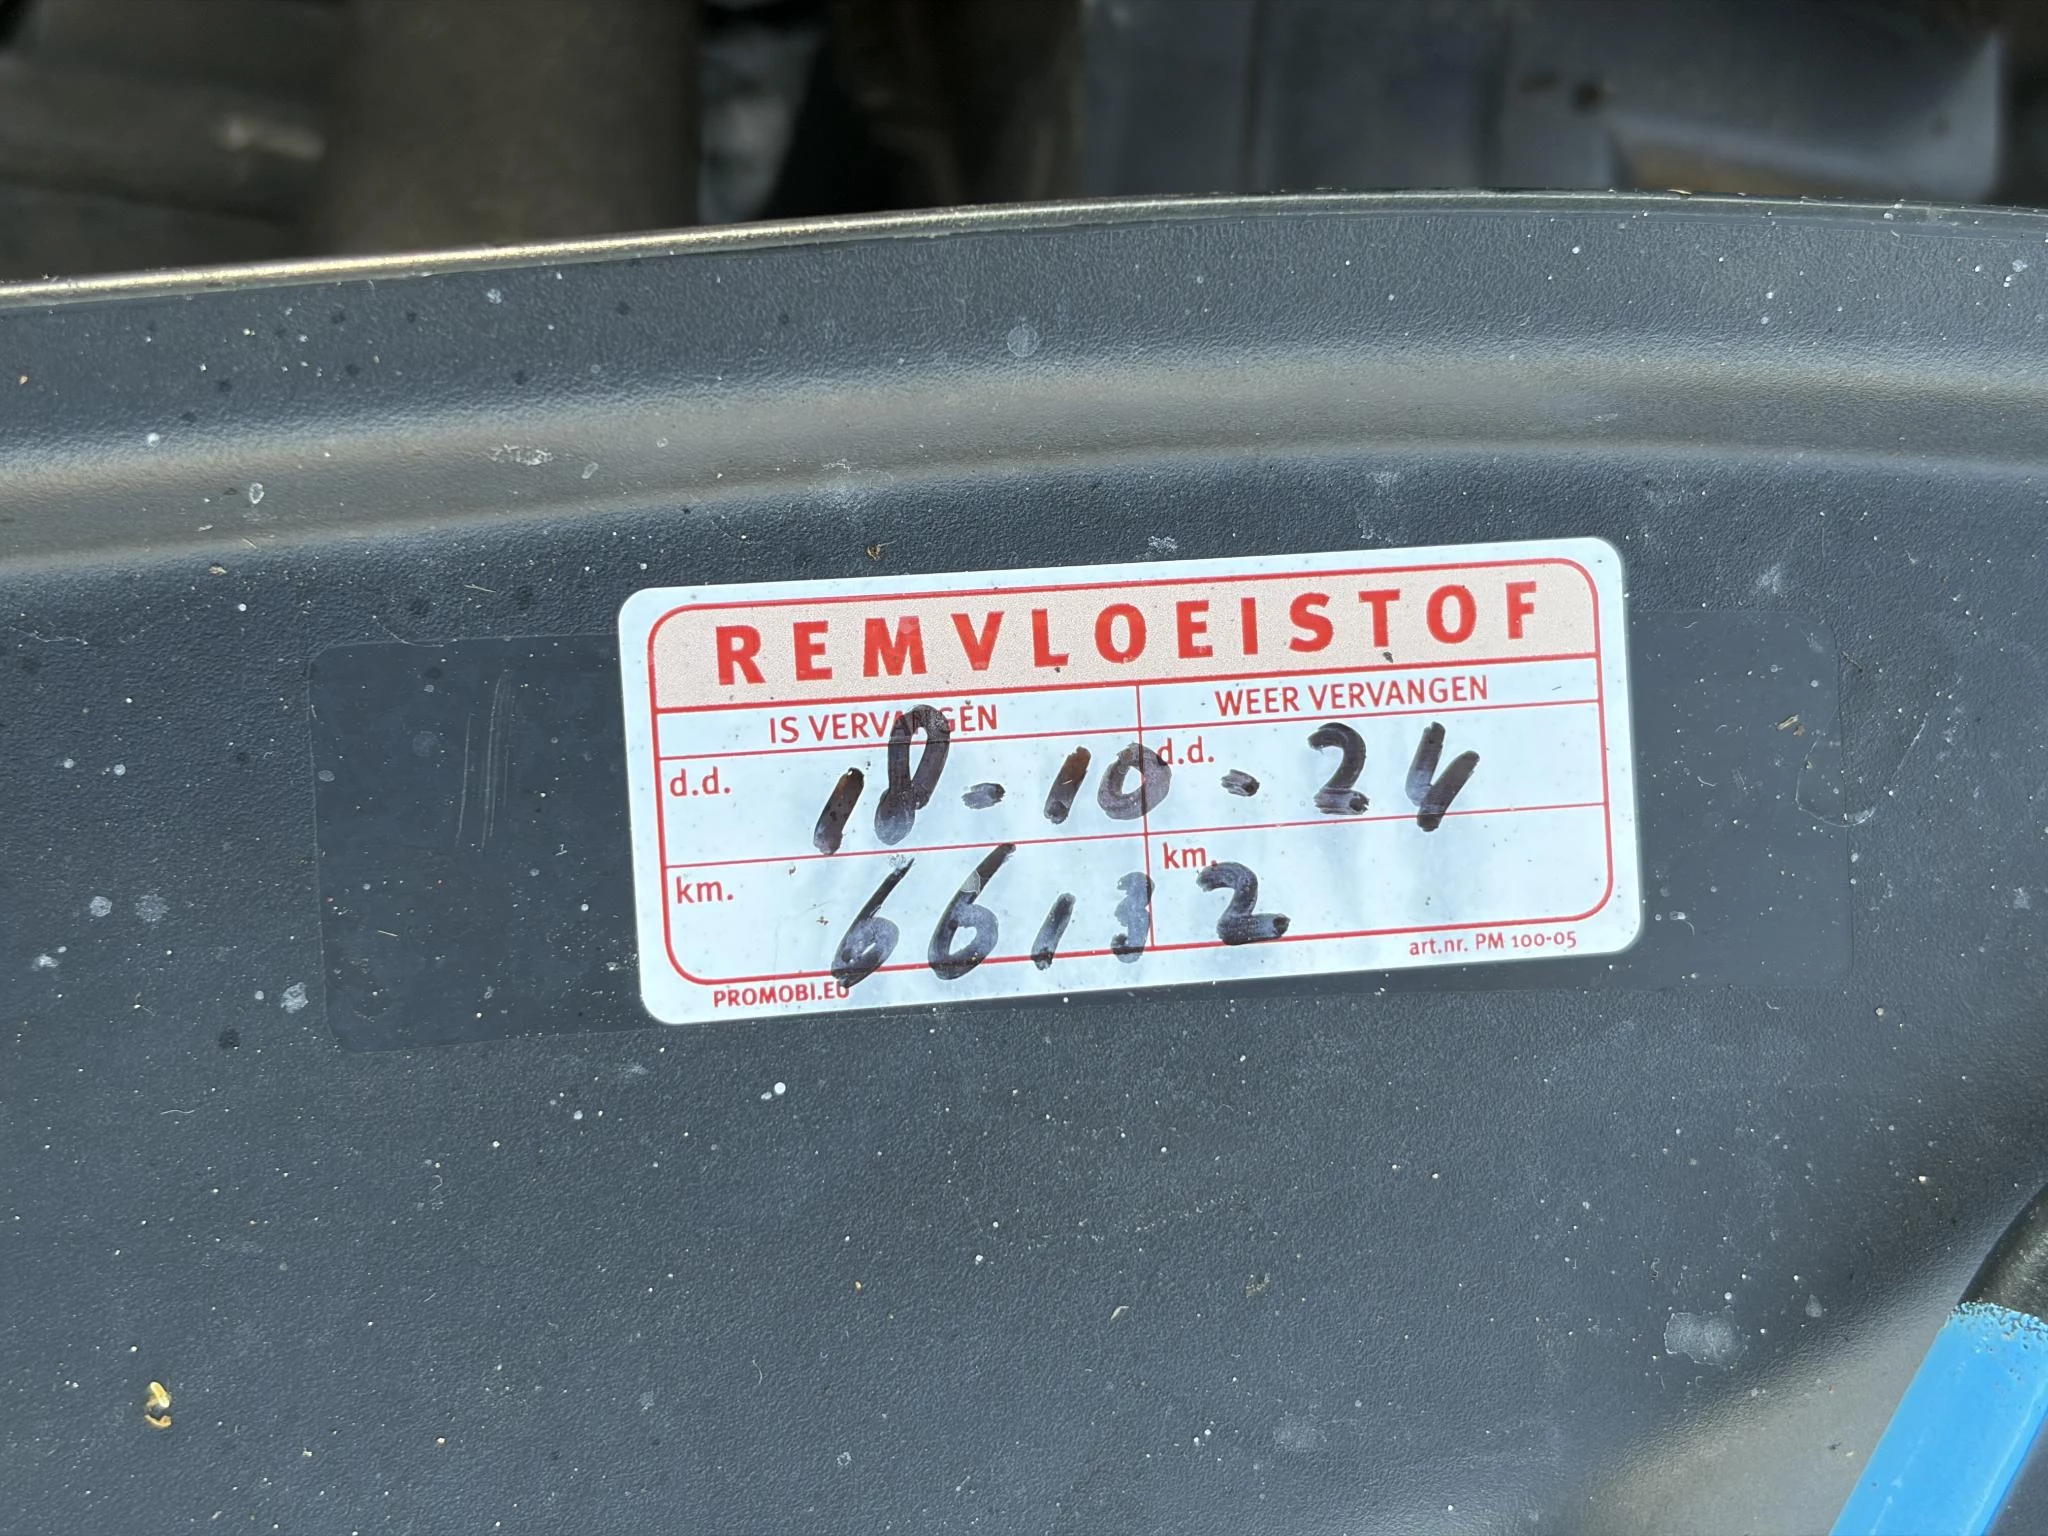 REMVLOEISTOF
IS VERVANGEN WEER VERVANGEN
d.d. 18-10-24 d.d.
km. 66132 km.
PROMOBI.EU art.nr. PM 100-05